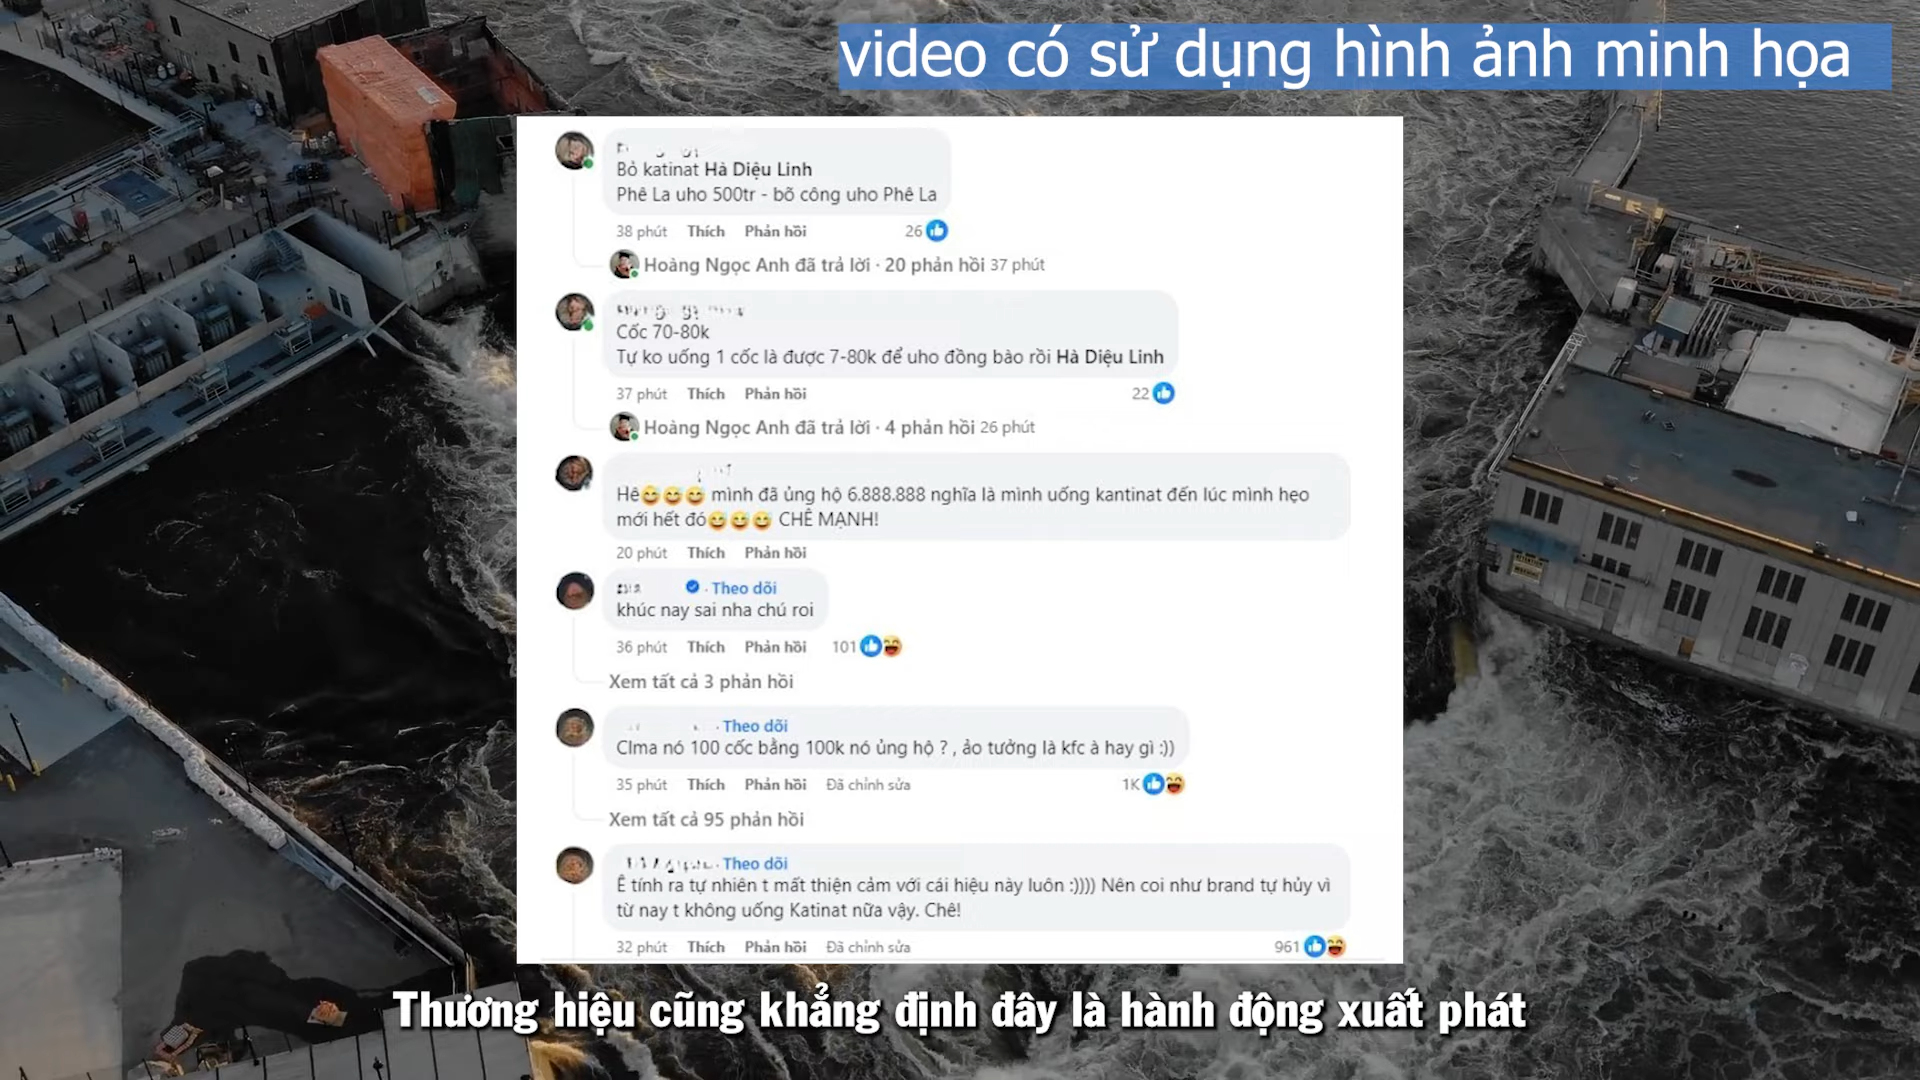 video có sử dụng hình ảnh minh họa
Bỏ katinat Hà Diệu Linh
Phê La uho 500tr - bõ công uho Phê La
38 phút Thích Phản hồi 26
Hoàng Ngọc Anh đã trả lời · 20 phản hồi 37 phút
Cốc 70-80k
Tự ko uống 1 cốc là được 7-80k để uho đồng bào rồi Hà Diệu Linh
37 phút Thích Phản hồi 22
Hoàng Ngọc Anh đã trả lời · 4 phản hồi 26 phút
Hê😅😅😅 mình đã ủng hộ 6.888.888 nghĩa là mình uống kantinat đến lúc mình hẹo
mới hết đó😅😅😅 CHÊ MẠNH!
20 phút Thích Phản hồi
· Theo dõi
khúc nay sai nha chú roi
36 phút Thích Phản hồi 101
Xem tất cả 3 phản hồi
· Theo dõi
Clma nó 100 cốc bằng 100k nó ủng hộ ? , ảo tưởng là kfc à hay gì :))
35 phút Thích Phản hồi Đã chỉnh sửa 1K
Xem tất cả 95 phản hồi
· Theo dõi
Ê tính ra tự nhiên t mất thiện cảm với cái hiệu này luôn :)))) Nên coi như brand tự hủy vì
từ nay t không uống Katinat nữa vậy. Chê!
32 phút Thích Phản hồi Đã chỉnh sửa 961
Thương hiệu cũng khẳng định đây là hành động xuất phát